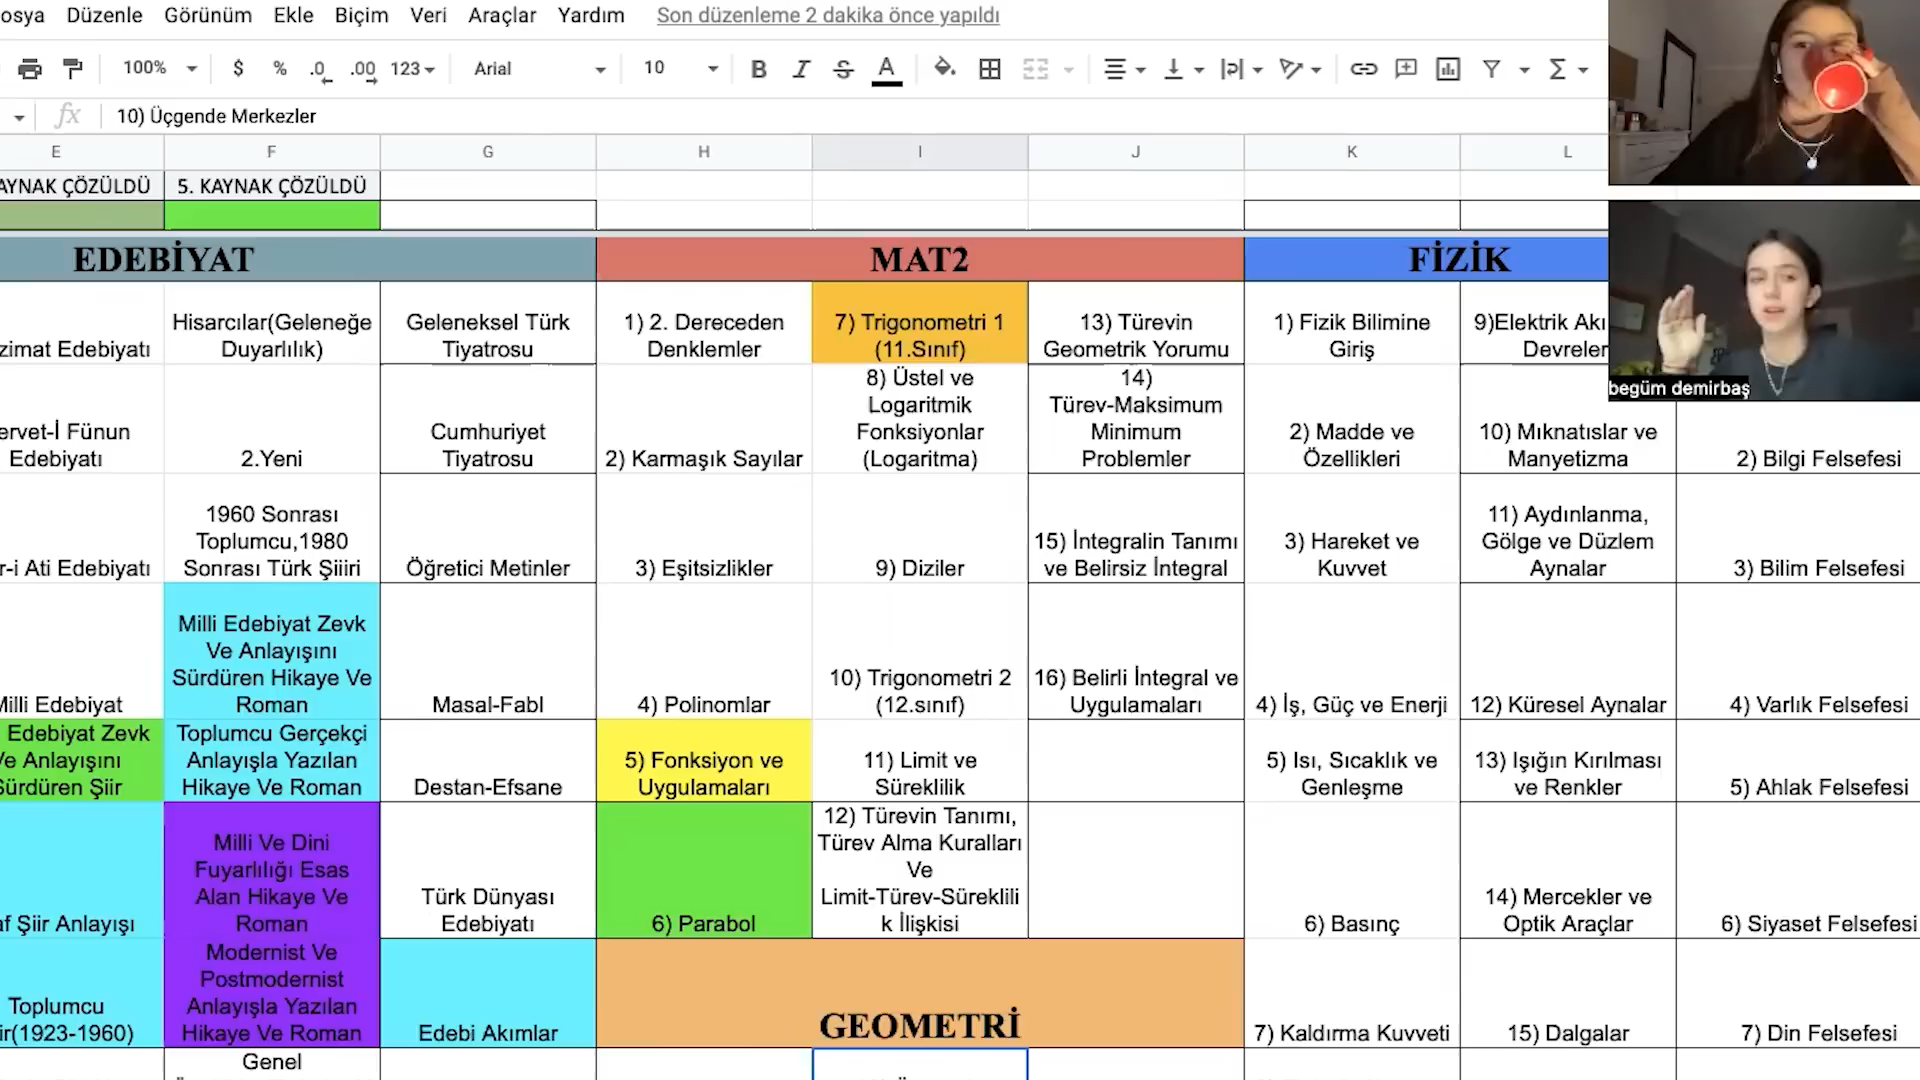 osya Düzenle Görünüm Ekle Biçim Veri Araçlar Yardım Son düzenleme 2 dakika önce yapıldı
100% $ % .0 .00 123 Arial 10 B I S A
fx 10) Üçgende Merkezler
E F G H I J K L
AYNAK ÇÖZÜLDÜ 5. KAYNAK ÇÖZÜLDÜ
EDEBİYAT MAT2 FİZİK
zimat Edebiyatı
Hisarcılar(Geleneğe
Duyarlılık)
Geleneksel Türk
Tiyatrosu
1) 2. Dereceden
Denklemler
7) Trigonometri 1
(11.Sınıf)
13) Türevin
Geometrik Yorumu
1) Fizik Bilimine
Giriş
9)Elektrik Akı
Devreler
begüm demirbaş
ervet-İ Fünun
Edebiyatı
2.Yeni
Cumhuriyet
Tiyatrosu
2) Karmaşık Sayılar
8) Üstel ve
Logaritmik
Fonksiyonlar
(Logaritma)
14)
Türev-Maksimum
Minimum
Problemler
2) Madde ve
Özellikleri
10) Mıknatıslar ve
Manyetizma
2) Bilgi Felsefesi
r-i Ati Edebiyatı
1960 Sonrası
Toplumcu,1980
Sonrası Türk Şiiiri
Öğretici Metinler
3) Eşitsizlikler
9) Diziler
15) İntegralin Tanımı
ve Belirsiz İntegral
3) Hareket ve
Kuvvet
11) Aydınlanma,
Gölge ve Düzlem
Aynalar
3) Bilim Felsefesi
Milli Edebiyat
Milli Edebiyat Zevk
Ve Anlayışını
Sürdüren Hikaye Ve
Roman
Masal-Fabl
4) Polinomlar
10) Trigonometri 2
(12.sınıf)
16) Belirli İntegral ve
Uygulamaları
4) İş, Güç ve Enerji
12) Küresel Aynalar
4) Varlık Felsefesi
Edebiyat Zevk
Ve Anlayışını
Sürdüren Şiir
Toplumcu Gerçekçi
Anlayışla Yazılan
Hikaye Ve Roman
Destan-Efsane
5) Fonksiyon ve
Uygulamaları
11) Limit ve
Süreklilik
5) Isı, Sıcaklık ve
Genleşme
13) Işığın Kırılması
ve Renkler
5) Ahlak Felsefesi
af Şiir Anlayışı
Milli Ve Dini
Fuyarlılığı Esas
Alan Hikaye Ve
Roman
Türk Dünyası
Edebiyatı
6) Parabol
12) Türevin Tanımı,
Türev Alma Kuralları
Ve
Limit-Türev-Süreklili
k İlişkisi
6) Basınç
14) Mercekler ve
Optik Araçlar
6) Siyaset Felsefesi
Toplumcu
iir(1923-1960)
Modernist Ve
Postmodernist
Anlayışla Yazılan
Hikaye Ve Roman
Edebi Akımlar
GEOMETRİ
7) Kaldırma Kuvveti
15) Dalgalar
7) Din Felsefesi
Genel